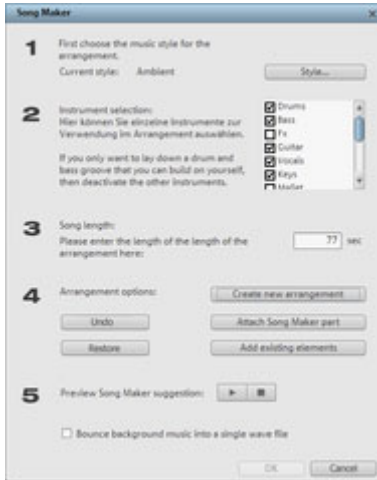 Song Maker
1
First choose the music style for the
arrangement.
Current style: Ambient
Style...
2
Instrument selection:
Hier können Sie einzelne Instrumente zur
Verwendung im Arrangement auswählen.
If you only want to lay down a drum and
bass groove that you can build on yourself,
then deactivate the other instruments.
Drums
Bass
Fx
Guitar
Vocals
Keys
Mallet
3
Song length:
Please enter the length of the length of the
arrangement here:
77 sec
4
Arrangement options:
Create new arrangement
Undo
Attach Song Maker part
Restore
Add existing elements
5
Preview Song Maker suggestion:
Bounce background music into a single wave file
OK
Cancel